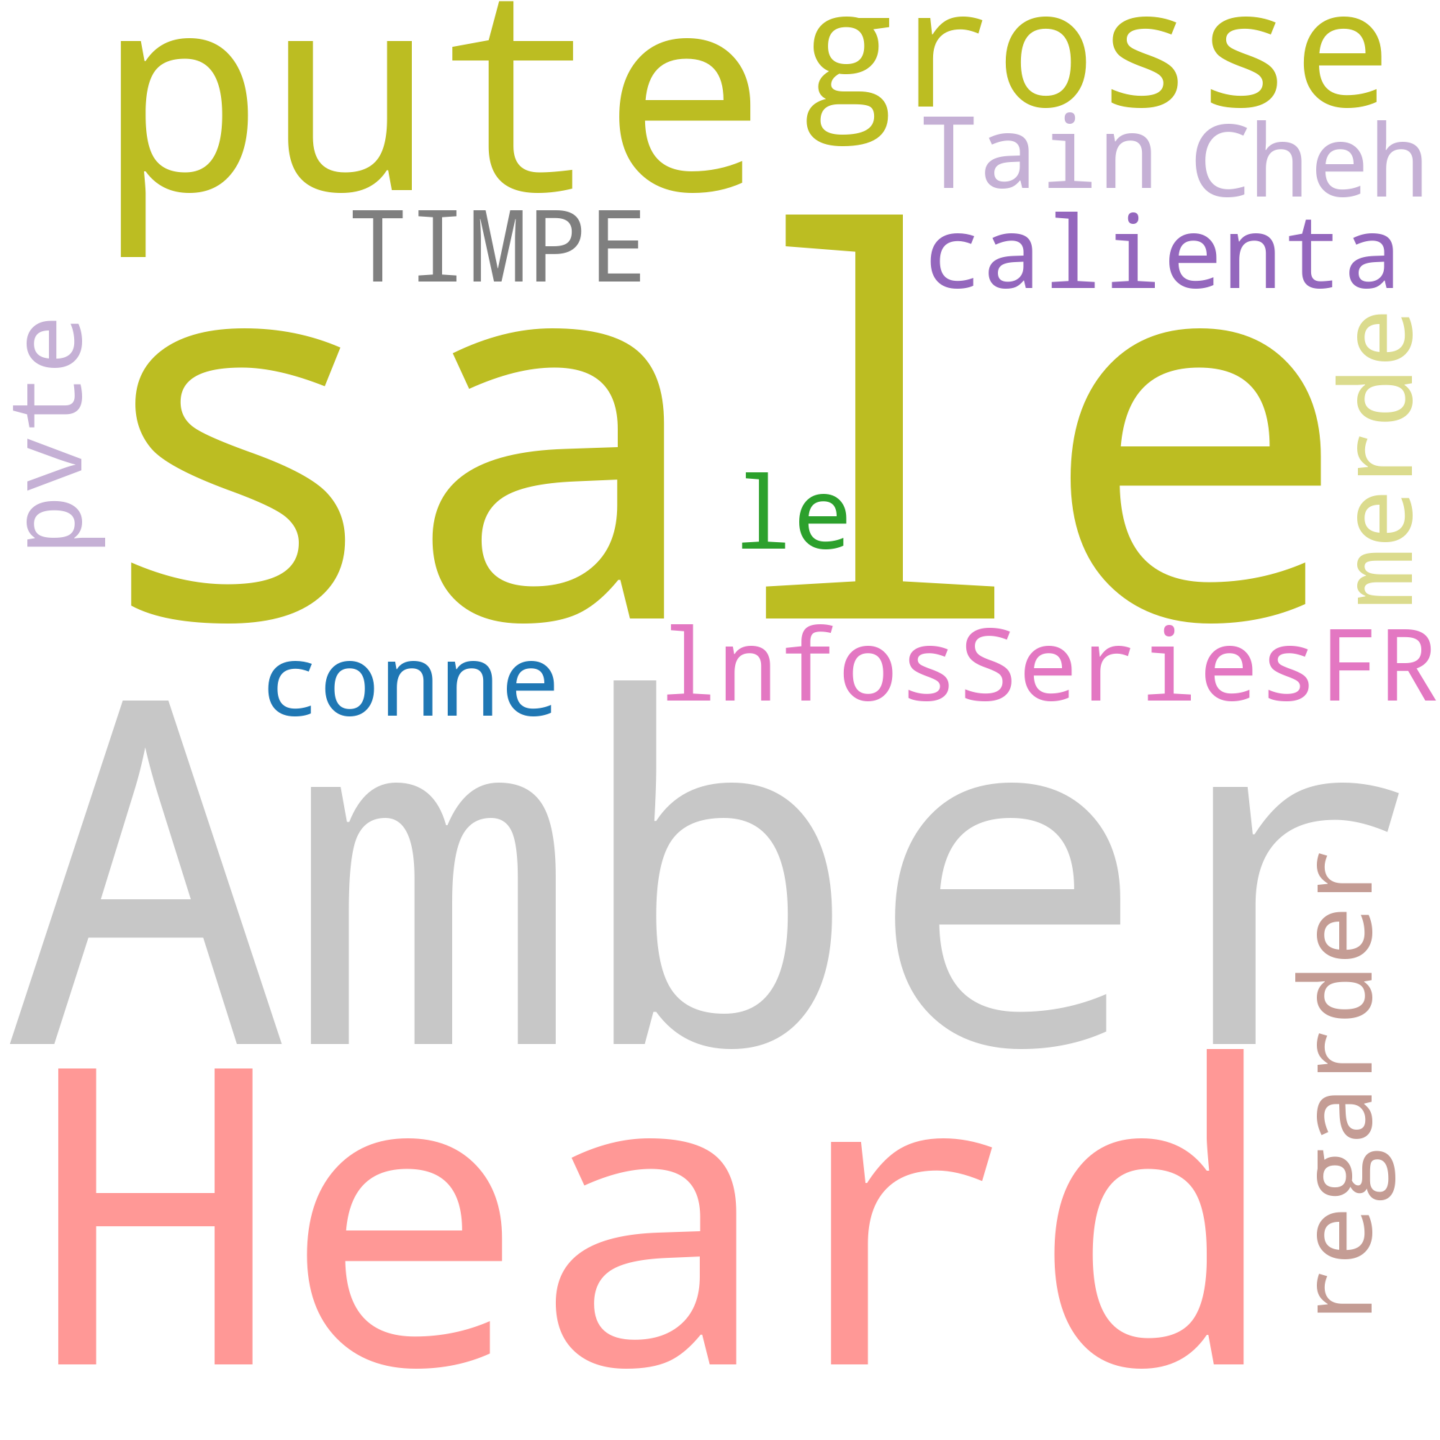 pute
grosse
Tain
Cheh
TIMPE
calienta
pvte
sale
merde
le
conne
lnfosSeriesFR
Amber
regarder
Heard